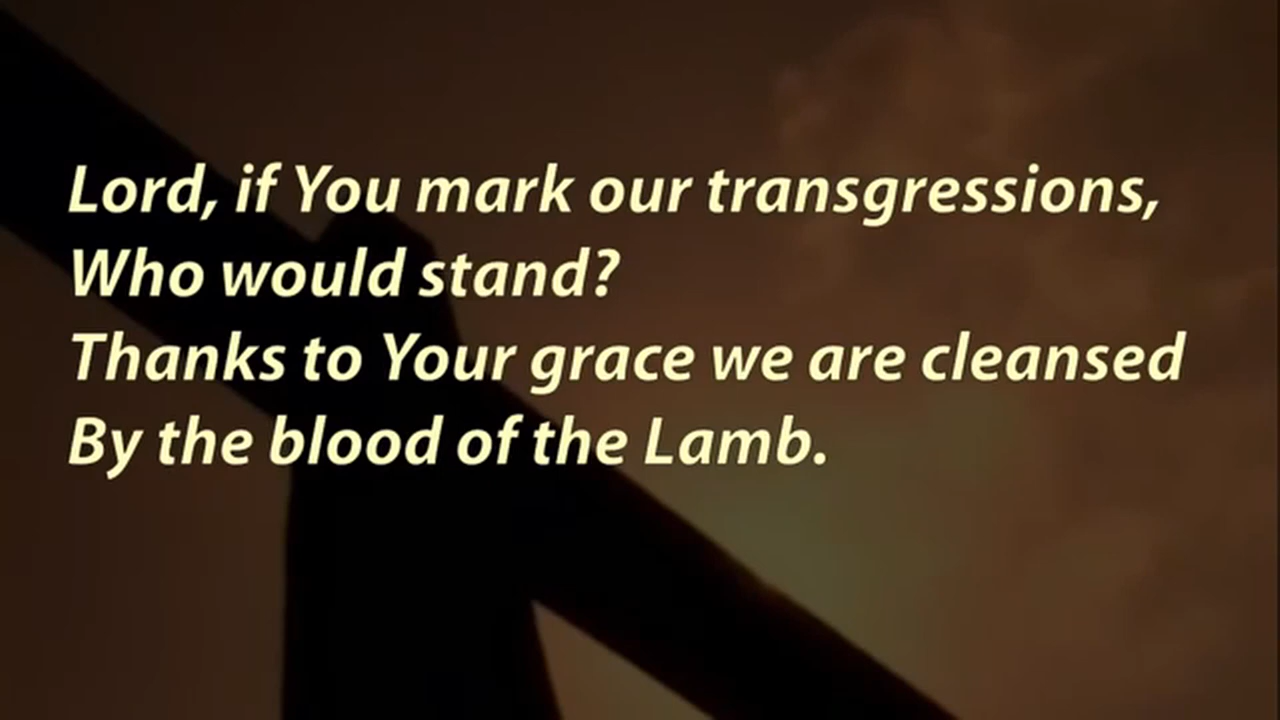 Lord, if You mark our transgressions,
Who would stand?
Thanks to Your grace we are cleansed
By the blood of the Lamb.